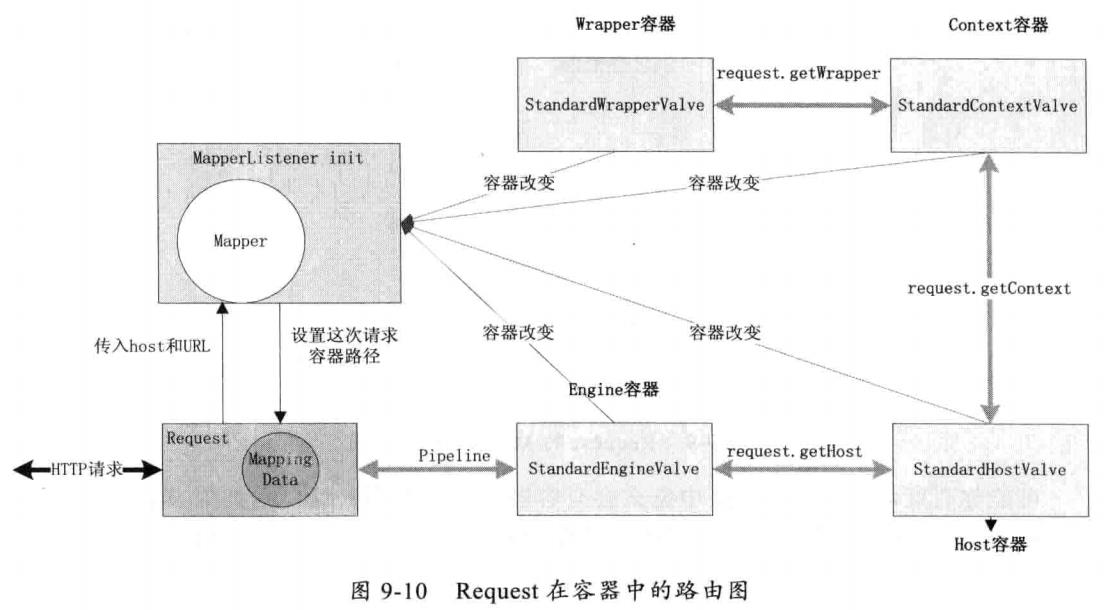 Wrapper容器
Context容器
request.getWrapper
StandardWrapperValve
StandardContextValve
MapperListener init
容器改变
容器改变
Mapper
request.getContext
传入host和URL
设置这次请求
容器路径
容器改变
容器改变
Engine容器
Request
Mapping
Data
HTTP请求
Pipeline
StandardEngineValve
request.getHost
StandardHostValve
Host容器
图 9-10 Request 在容器中的路由图